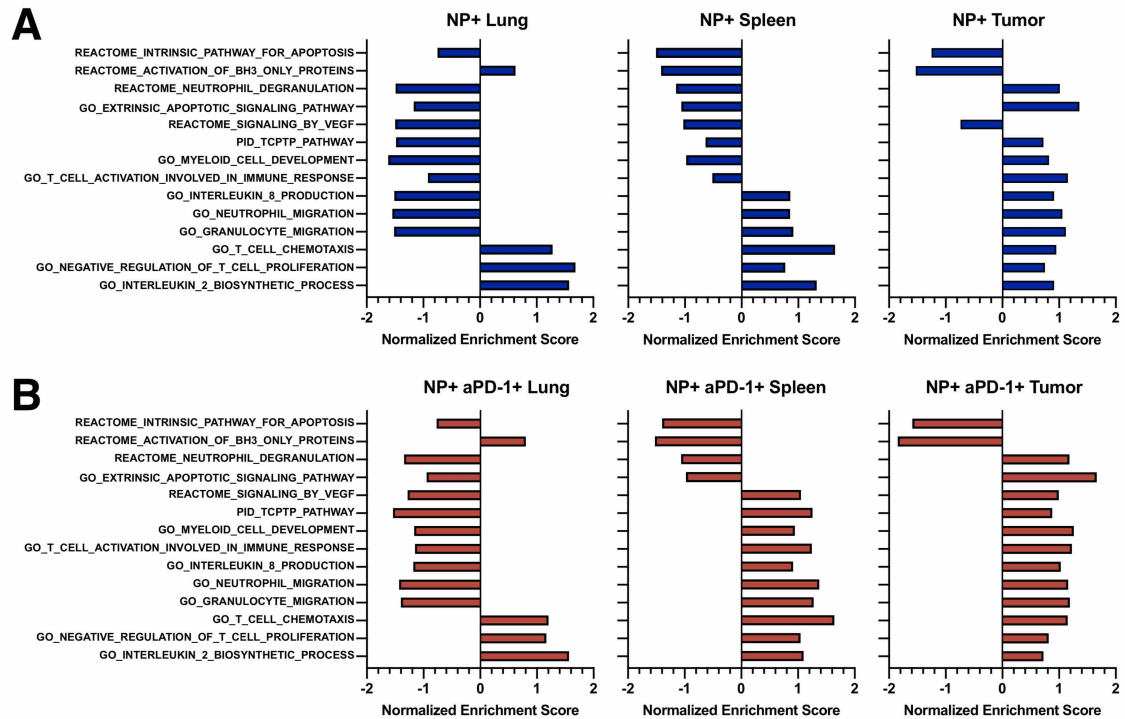 A
NP+ Lung
NP+ Spleen
NP+ Tumor
REACTOME_INTRINSIC_PATHWAY_FOR_APOPTOSIS
REACTOME_ACTIVATION_OF_BH3_ONLY_PROTEINS
REACTOME_NEUTROPHIL_DEGRANULATION
GO_EXTRINSIC_APOPTOTIC_SIGNALING_PATHWAY
REACTOME_SIGNALING_BY_VEGF
PID_TCPTP_PATHWAY
GO_MYELOID_CELL_DEVELOPMENT
GO_T_CELL_ACTIVATION_INVOLVED_IN_IMMUNE_RESPONSE
GO_INTERLEUKIN_8_PRODUCTION
GO_NEUTROPHIL_MIGRATION
GO_GRANULOCYTE_MIGRATION
GO_T_CELL_CHEMOTAXIS
GO_NEGATIVE_REGULATION_OF_T_CELL_PROLIFERATION
GO_INTERLEUKIN_2_BIOSYNTHETIC_PROCESS
-2 -1 0 1 2
-2 -1 0 1 2
-2 -1 0 1 2
Normalized Enrichment Score
Normalized Enrichment Score
Normalized Enrichment Score
B
NP+ aPD-1+ Lung
NP+ aPD-1+ Spleen
NP+ aPD-1+ Tumor
REACTOME_INTRINSIC_PATHWAY_FOR_APOPTOSIS
REACTOME_ACTIVATION_OF_BH3_ONLY_PROTEINS
REACTOME_NEUTROPHIL_DEGRANULATION
GO_EXTRINSIC_APOPTOTIC_SIGNALING_PATHWAY
REACTOME_SIGNALING_BY_VEGF
PID_TCPTP_PATHWAY
GO_MYELOID_CELL_DEVELOPMENT
GO_T_CELL_ACTIVATION_INVOLVED_IN_IMMUNE_RESPONSE
GO_INTERLEUKIN_8_PRODUCTION
GO_NEUTROPHIL_MIGRATION
GO_GRANULOCYTE_MIGRATION
GO_T_CELL_CHEMOTAXIS
GO_NEGATIVE_REGULATION_OF_T_CELL_PROLIFERATION
GO_INTERLEUKIN_2_BIOSYNTHETIC_PROCESS
-2 -1 0 1 2
-2 -1 0 1 2
-2 -1 0 1 2
Normalized Enrichment Score
Normalized Enrichment Score
Normalized Enrichment Score